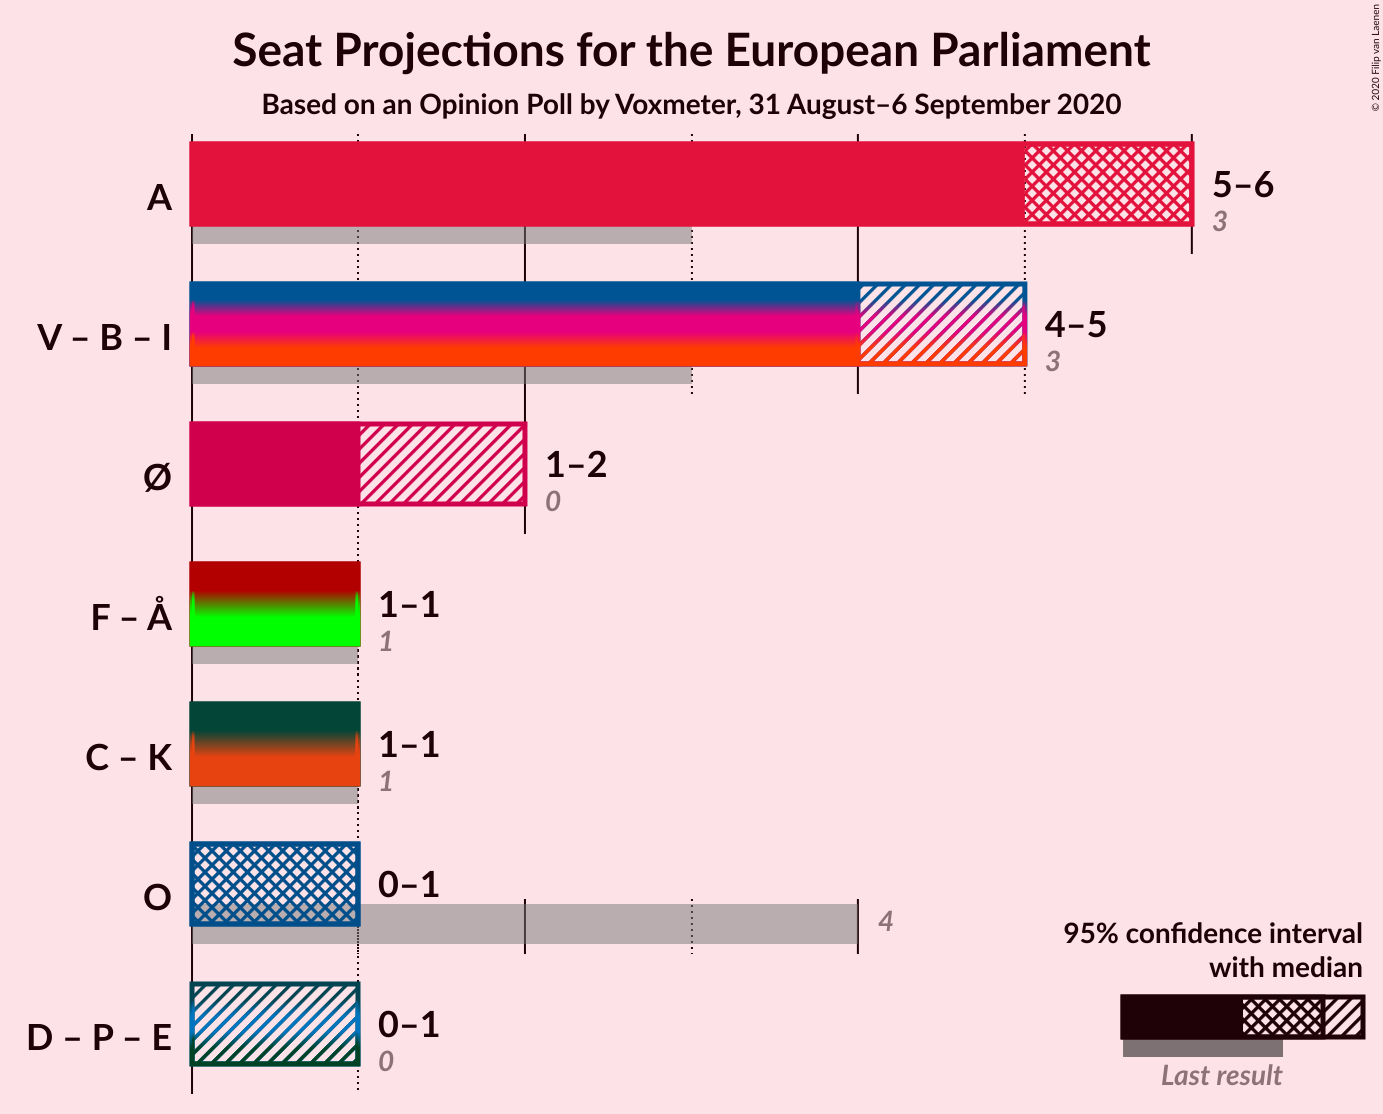 Seat Projections for the European Parliament
Based on an Opinion Poll by Voxmeter, 31 August–6 September 2020
© 2020 Filip van Laenen
A
5–6
3
V – B – I
4–5
3
Ø
1–2
0
F – Å
1–1
1
C – K
1–1
1
O
0–1
4
D – P – E
0–1
0
95% confidence interval
with median
Last result